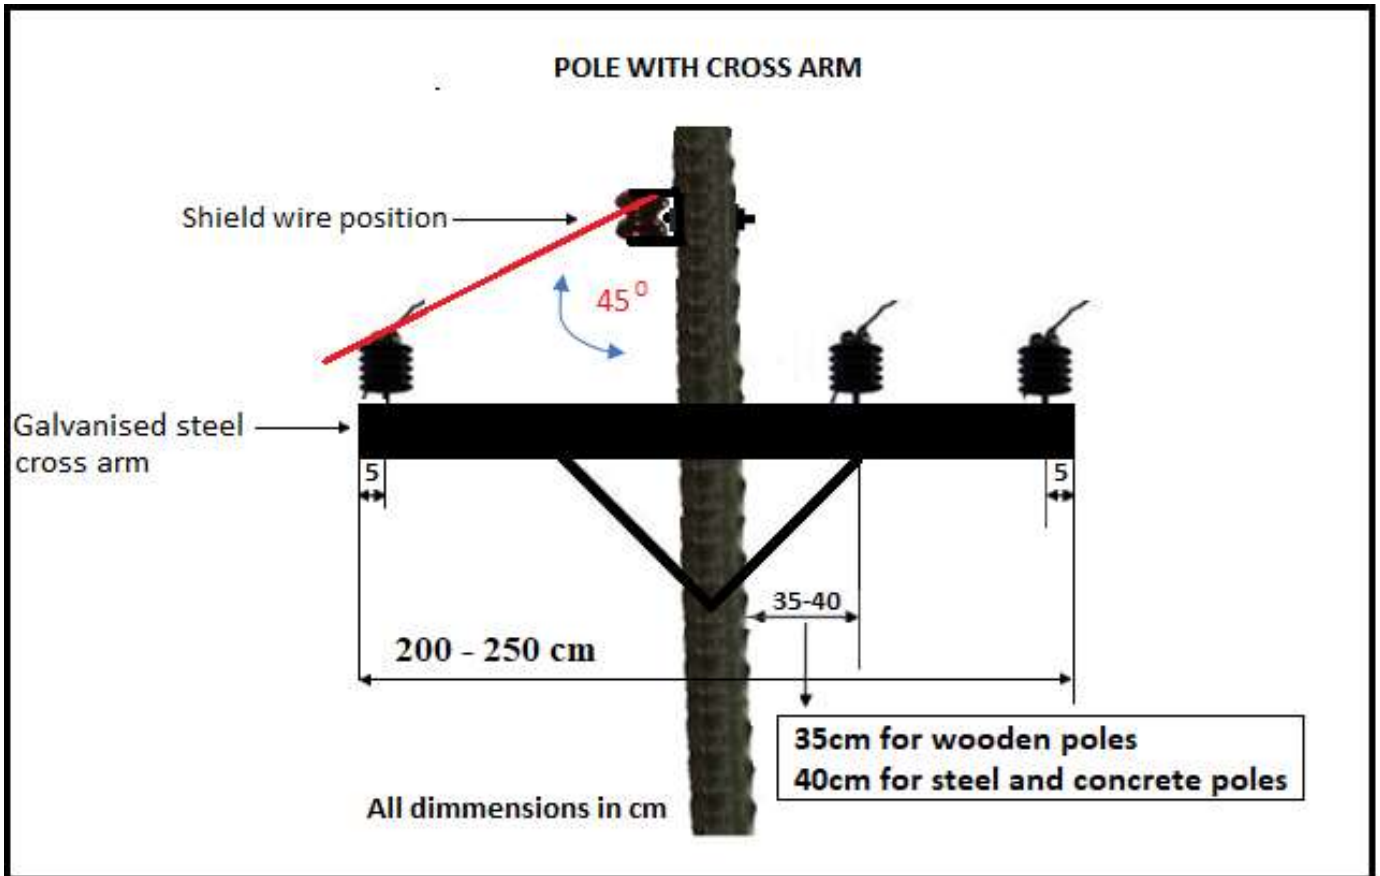 POLE WITH CROSS ARM
Shield wire position
45⁰
Galvanised steel
cross arm
5
5
35-40
200 - 250 cm
35cm for wooden poles
40cm for steel and concrete poles
All dimmensions in cm